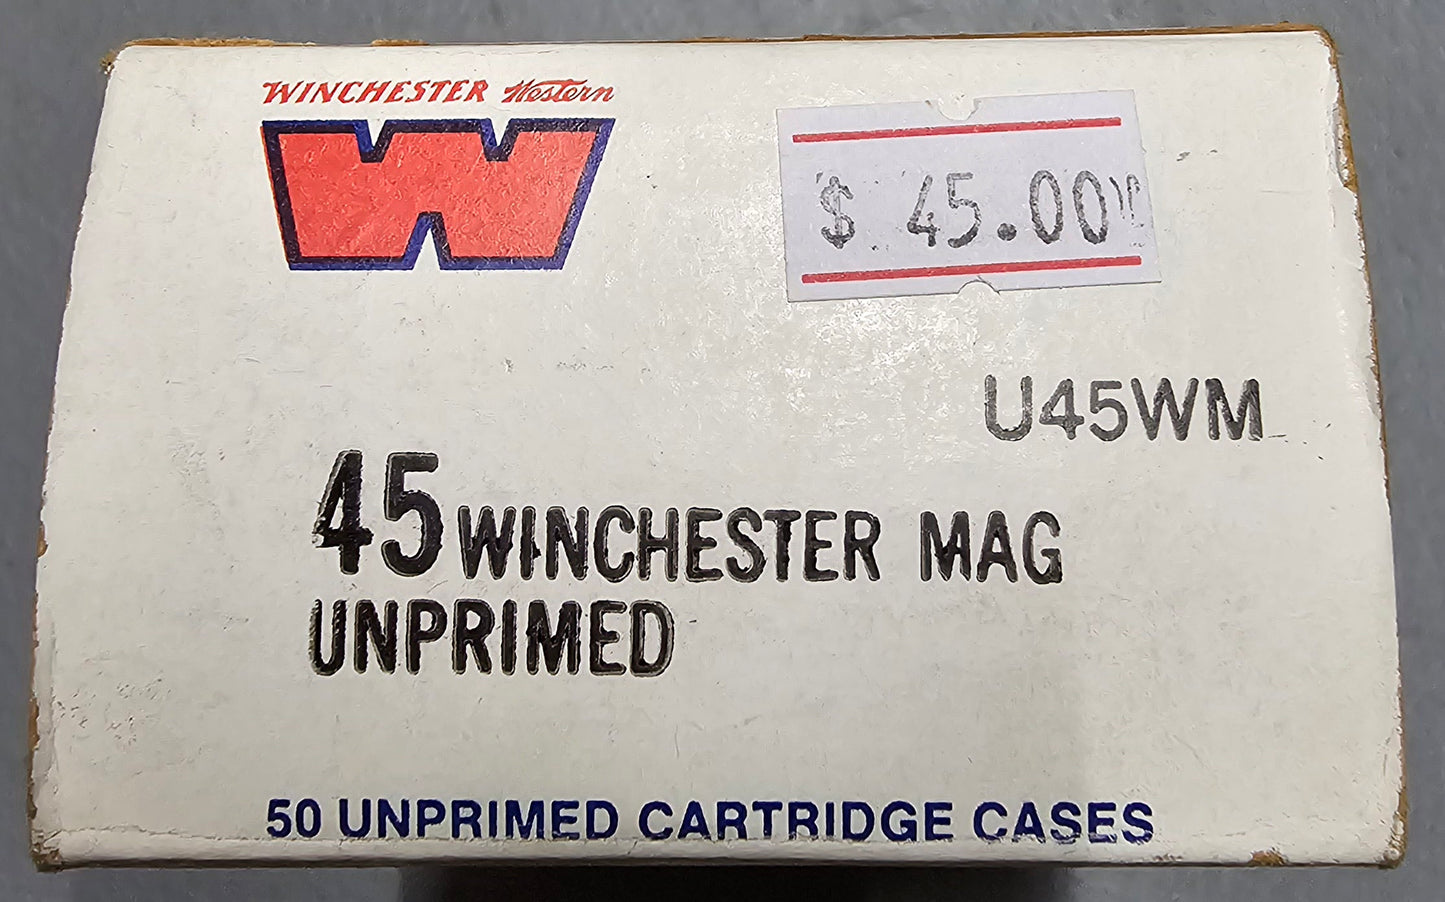 WINCHESTER Western
W
$ 45.00
U45WM
45 WINCHESTER MAG
UNPRIMED
50 UNPRIMED CARTRIDGE CASES